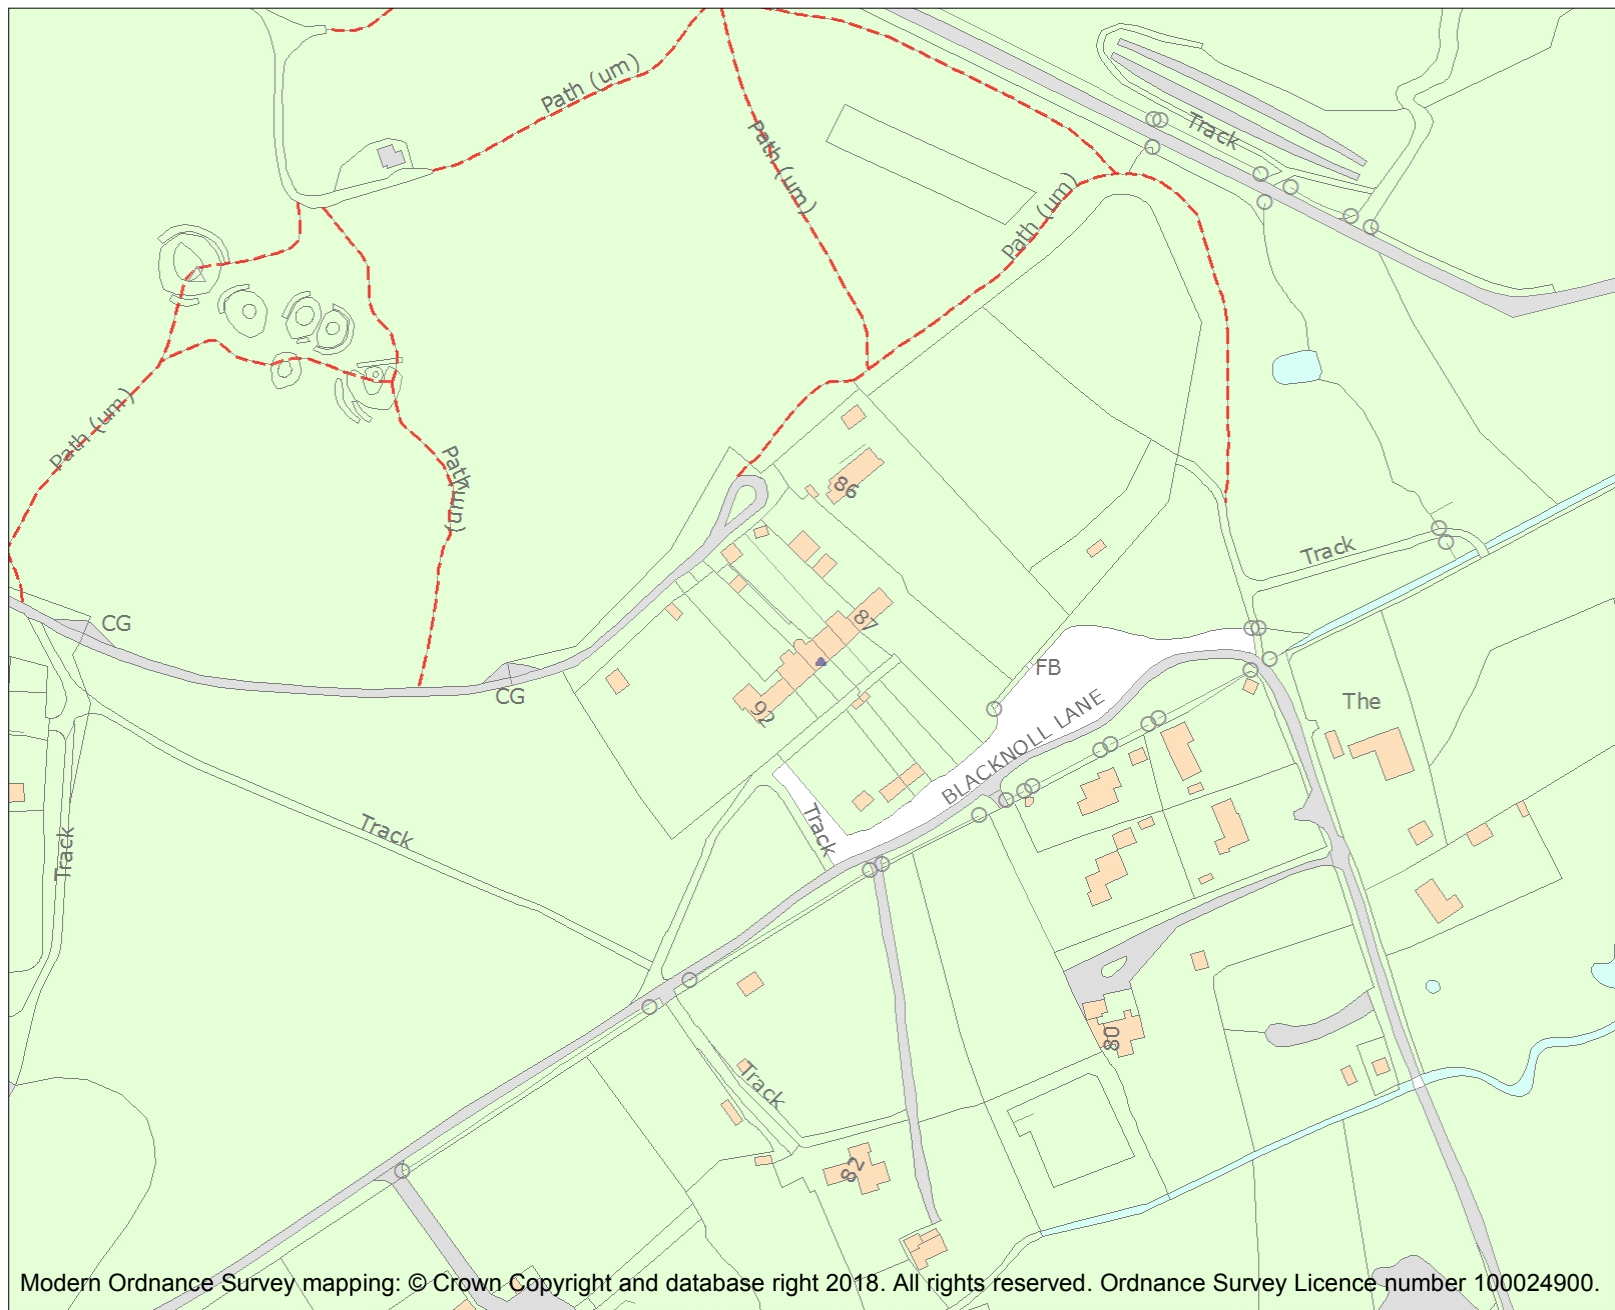 Path (um)
Track
Path (um)
Path (um)
Path (um)
Path (um)
86
Track
CG
87
FB
CG
The
92
BLACKNOLL LANE
Track
Track
Track
80
Track
82
Modern Ordnance Survey mapping: © Crown Copyright and database right 2018. All rights reserved. Ordnance Survey Licence number 100024900.